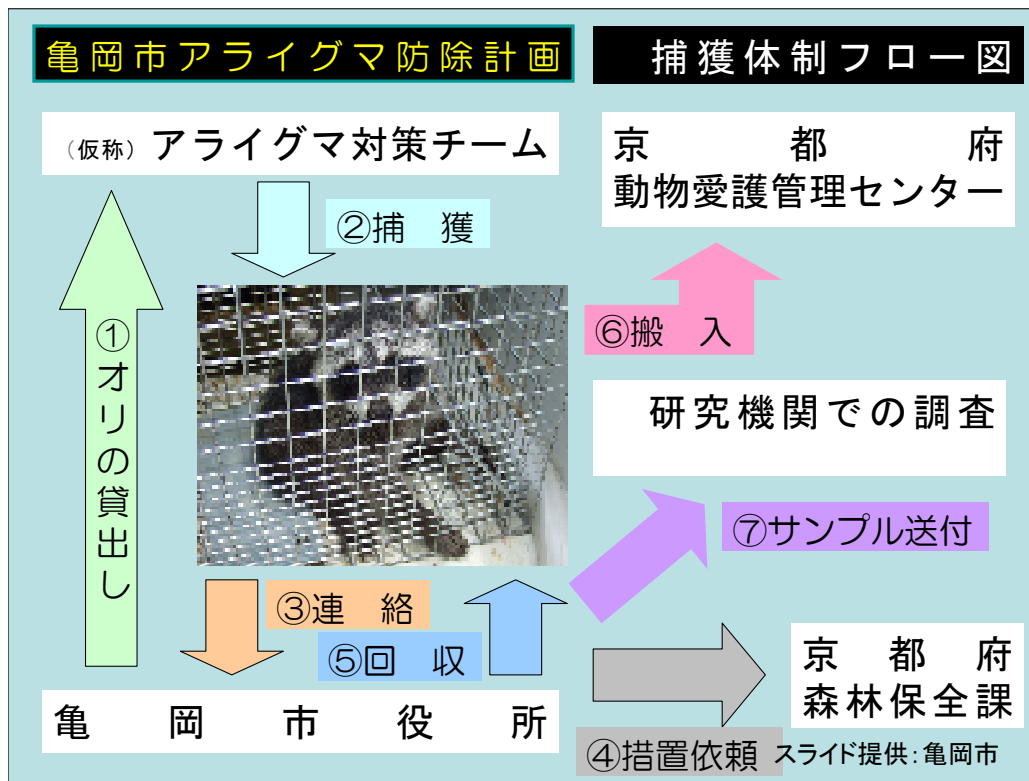 亀岡市アライグマ防除計画
捕獲体制フロー図
（仮称）アライグマ対策チーム
京都府
動物愛護管理センター
②捕　獲
①オリの貸出し
⑥搬　入
研究機関での調査
⑦サンプル送付
③連　絡
⑤回　収
京都府
森林保全課
亀岡市役所
④措置依頼
スライド提供：亀岡市